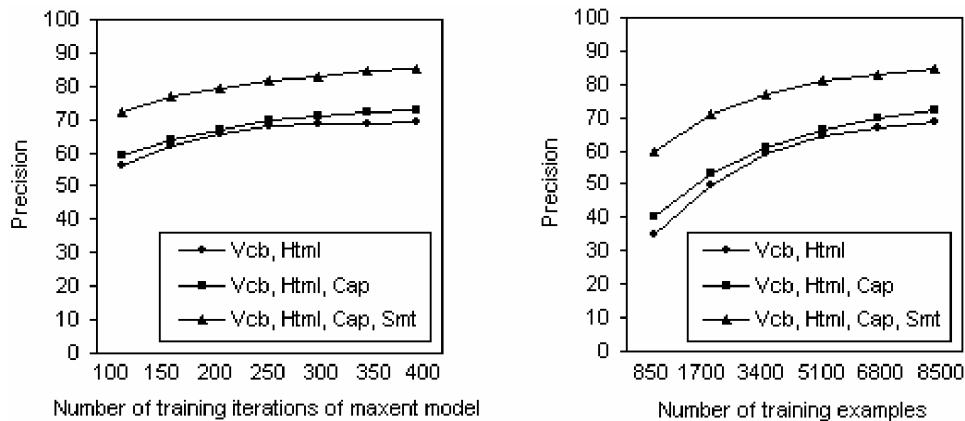 100
90
80
70
60
50
40
30
20
10
0
Precision
Vcb, Html
Vcb, Html, Cap
Vcb, Html, Cap, Smt
100 150 200 250 300 350 400
Number of training iterations of maxent model
100
90
80
70
60
50
40
30
20
10
0
Precision
Vcb, Html
Vcb, Html, Cap
Vcb, Html, Cap, Smt
850 1700 3400 5100 6800 8500
Number of training examples